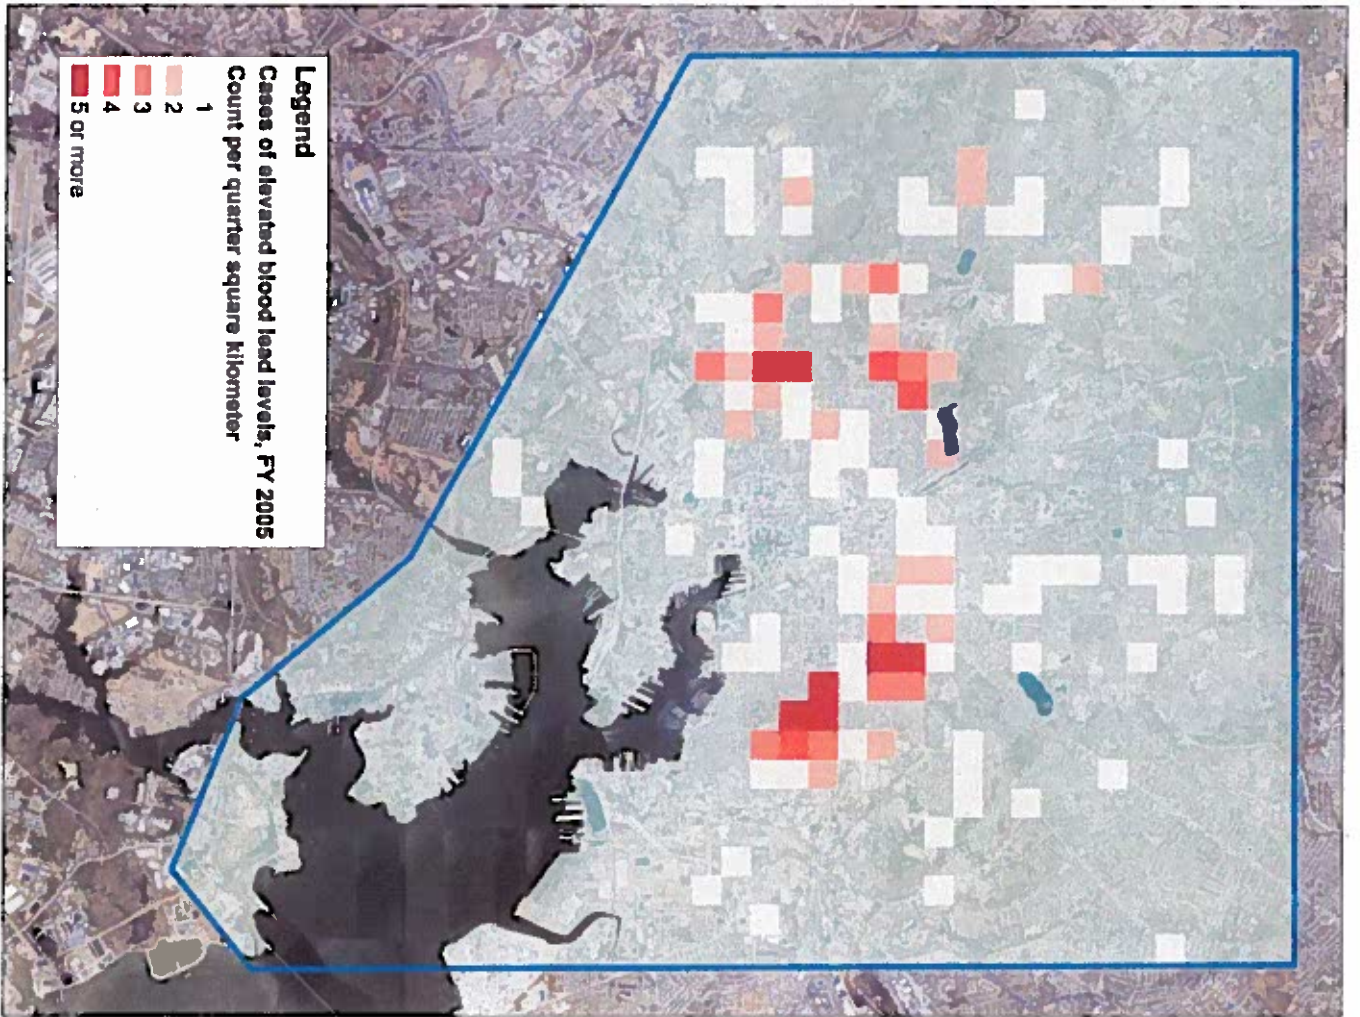 Legend
Cases of elevated blood lead levels, FY 2005
Count per quarter square kilometer
1
2
3
4
5 or more